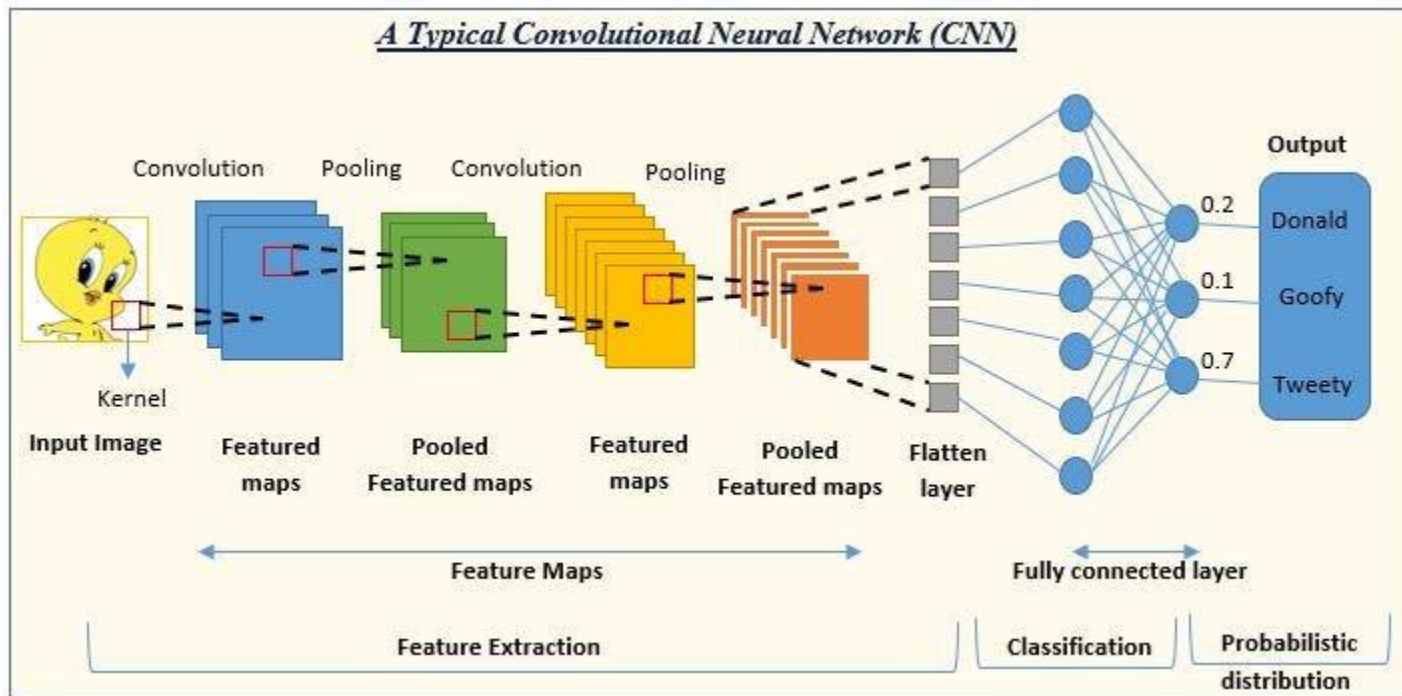 A Typical Convolutional Neural Network (CNN)
Convolution
Pooling
Convolution
Pooling
Output
0.2
Donald
0.1
Goofy
0.7
Tweety
Kernel
Input Image
Featured
maps
Pooled
Featured maps
Featured
maps
Pooled
Featured maps
Flatten
layer
Feature Maps
Fully connected layer
Feature Extraction
Classification
Probabilistic
distribution